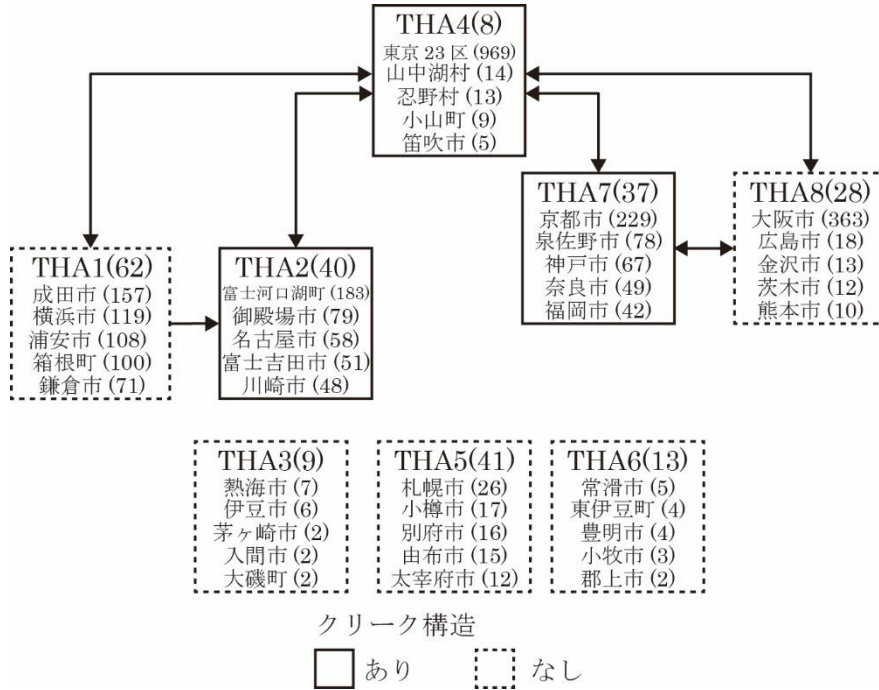 THA4(8)
東京 23 区 (969)
山中湖村 (14)
忍野村 (13)
小山町 (9)
笛吹市 (5)
THA7(37)
京都市 (229)
泉佐野市 (78)
神戸市 (67)
奈良市 (49)
福岡市 (42)
THA8(28)
大阪市 (363)
広島市 (18)
金沢市 (13)
茨木市 (12)
熊本市 (10)
THA1(62)
成田市 (157)
横浜市 (119)
浦安市 (108)
箱根町 (100)
鎌倉市 (71)
THA2(40)
富士河口湖町 (183)
御殿場市 (79)
名古屋市 (58)
富士吉田市 (51)
川崎市 (48)
THA3(9)
熱海市 (7)
伊豆市 (6)
茅ヶ崎市 (2)
入間市 (2)
大磯町 (2)
THA5(41)
札幌市 (26)
小樽市 (17)
別府市 (16)
由布市 (15)
太宰府市 (12)
THA6(13)
常滑市 (5)
東伊豆町 (4)
豊明市 (4)
小牧市 (3)
郡上市 (2)
クリーク構造
あり
なし